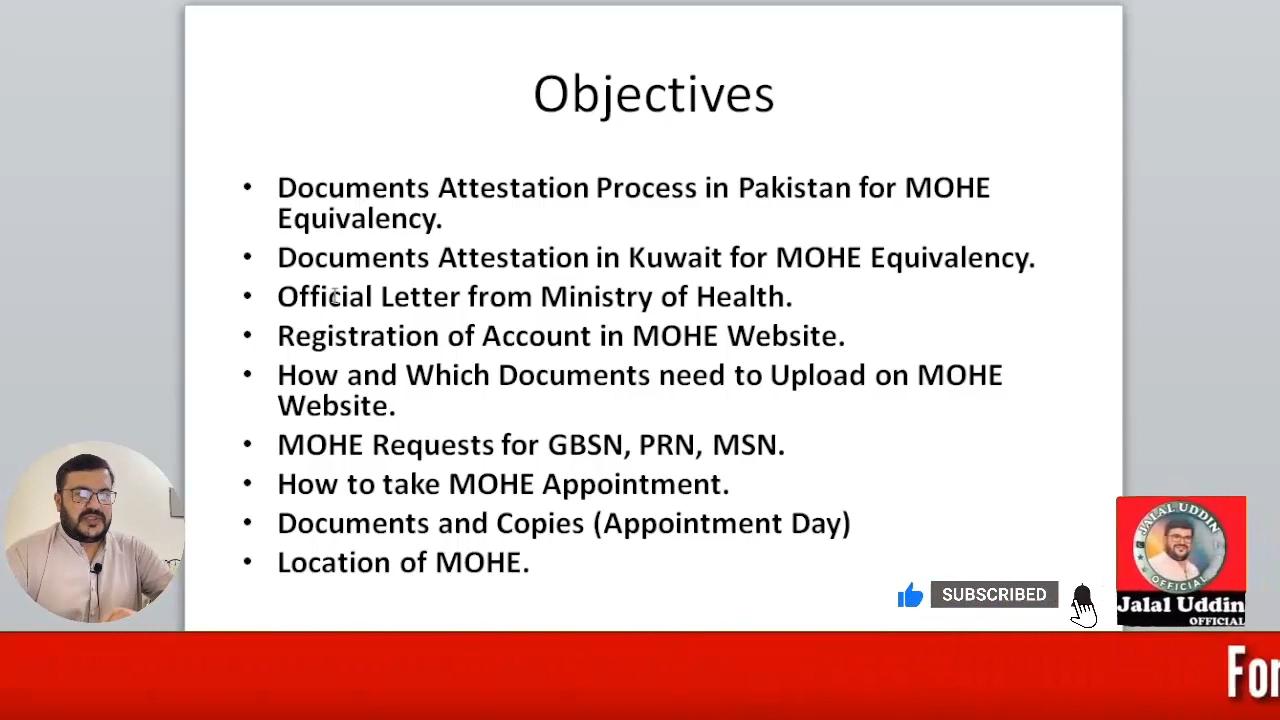 Objectives
• Documents Attestation Process in Pakistan for MOHE
Equivalency.
• Documents Attestation in Kuwait for MOHE Equivalency.
• Official Letter from Ministry of Health.
• Registration of Account in MOHE Website.
• How and Which Documents need to Upload on MOHE
Website.
• MOHE Requests for GBSN, PRN, MSN.
• How to take MOHE Appointment.
• Documents and Copies (Appointment Day)
• Location of MOHE.
SUBSCRIBED
JALAL UDDIN
OFFICIAL
Jalal Uddin
OFFICIAL
For